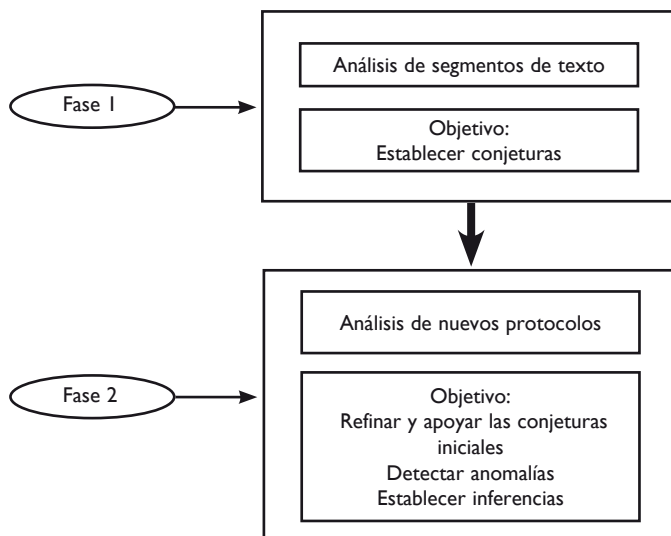 Fase 1
Análisis de segmentos de texto
Objetivo:
Establecer conjeturas
Fase 2
Análisis de nuevos protocolos
Objetivo:
Refinar y apoyar las conjeturas
iniciales
Detectar anomalías
Establecer inferencias